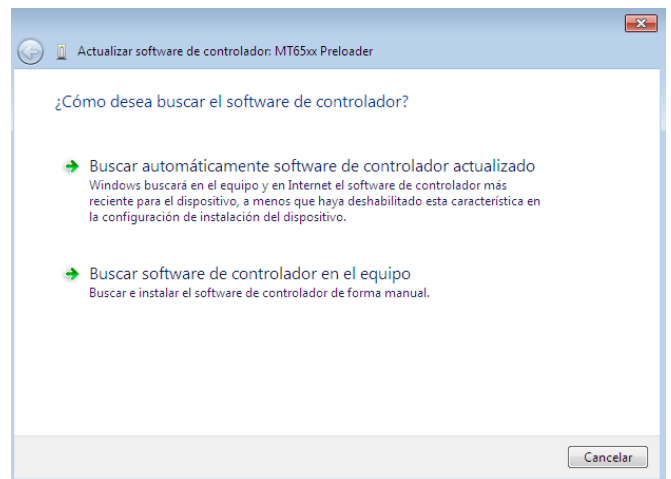 Actualizar software de controlador: MT65xx Preloader
¿Cómo desea buscar el software de controlador?
Buscar automáticamente software de controlador actualizado
Windows buscará en el equipo y en Internet el software de controlador más
reciente para el dispositivo, a menos que haya deshabilitado esta característica en
la configuración de instalación del dispositivo.
Buscar software de controlador en el equipo
Buscar e instalar el software de controlador de forma manual.
Cancelar